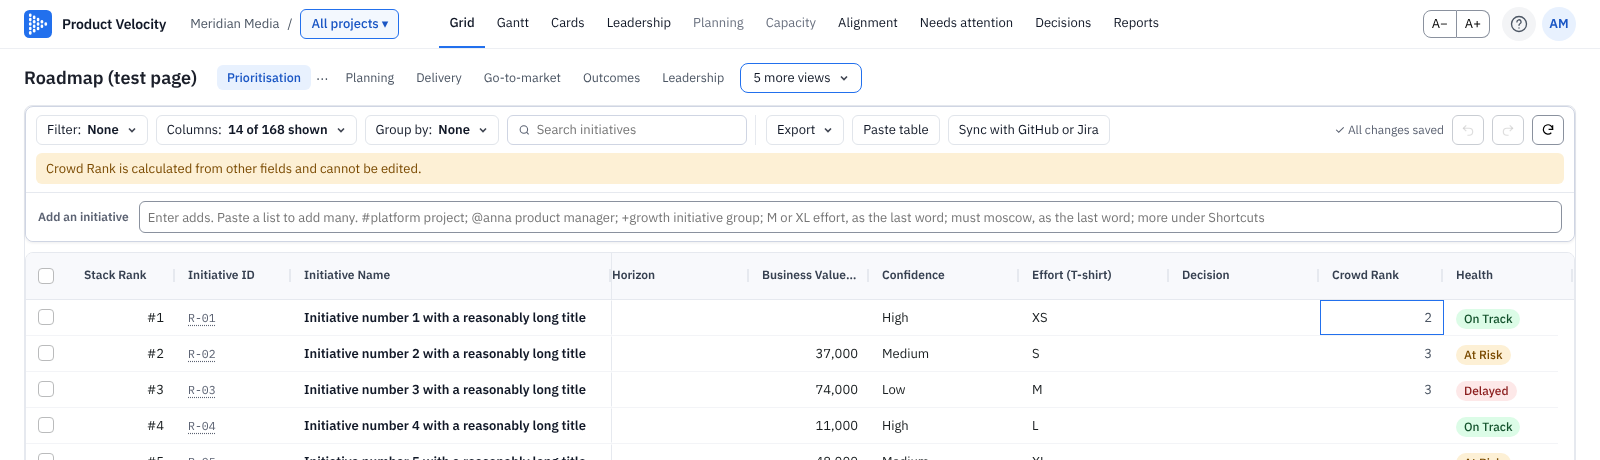 Product Velocity
Meridian Media / All projects ▾
Grid Gantt Cards Leadership Planning Capacity Alignment Needs attention Decisions Reports
A− A+ ? AM
Roadmap (test page)
Prioritisation ··· Planning Delivery Go-to-market Outcomes Leadership 5 more views
Filter: None Columns: 14 of 168 shown Group by: None Search initiatives Export Paste table Sync with GitHub or Jira ✓ All changes saved
Crowd Rank is calculated from other fields and cannot be edited.
Add an initiative Enter adds. Paste a list to add many. #platform project; @anna product manager; +growth initiative group; M or XL effort, as the last word; must moscow, as the last word; more under Shortcuts
Stack Rank Initiative ID Initiative Name Horizon Business Value... Confidence Effort (T-shirt) Decision Crowd Rank Health
#1 R-01 Initiative number 1 with a reasonably long title High XS 2 On Track
#2 R-02 Initiative number 2 with a reasonably long title 37,000 Medium S 3 At Risk
#3 R-03 Initiative number 3 with a reasonably long title 74,000 Low M 3 Delayed
#4 R-04 Initiative number 4 with a reasonably long title 11,000 High L On Track